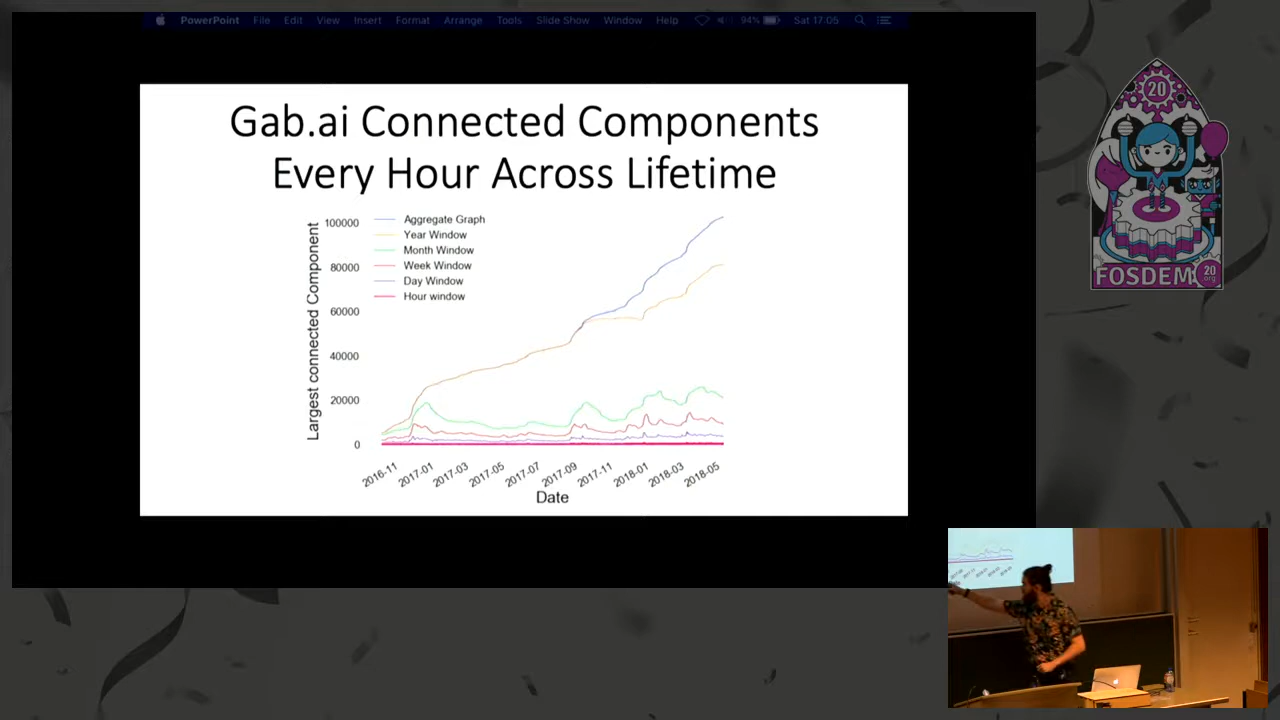 PowerPoint File Edit View Insert Format Arrange Tools Slide Show Window Help 94% Sat 17:05
Gab.ai Connected Components
Every Hour Across Lifetime
Largest connected Component
100000
80000
60000
40000
20000
0
Aggregate Graph
Year Window
Month Window
Week Window
Day Window
Hour window
2016-11
2017-01
2017-03
2017-05
2017-07
2017-09
2017-11
2018-01
2018-03
2018-05
Date
20
FOSDEM 20
.org